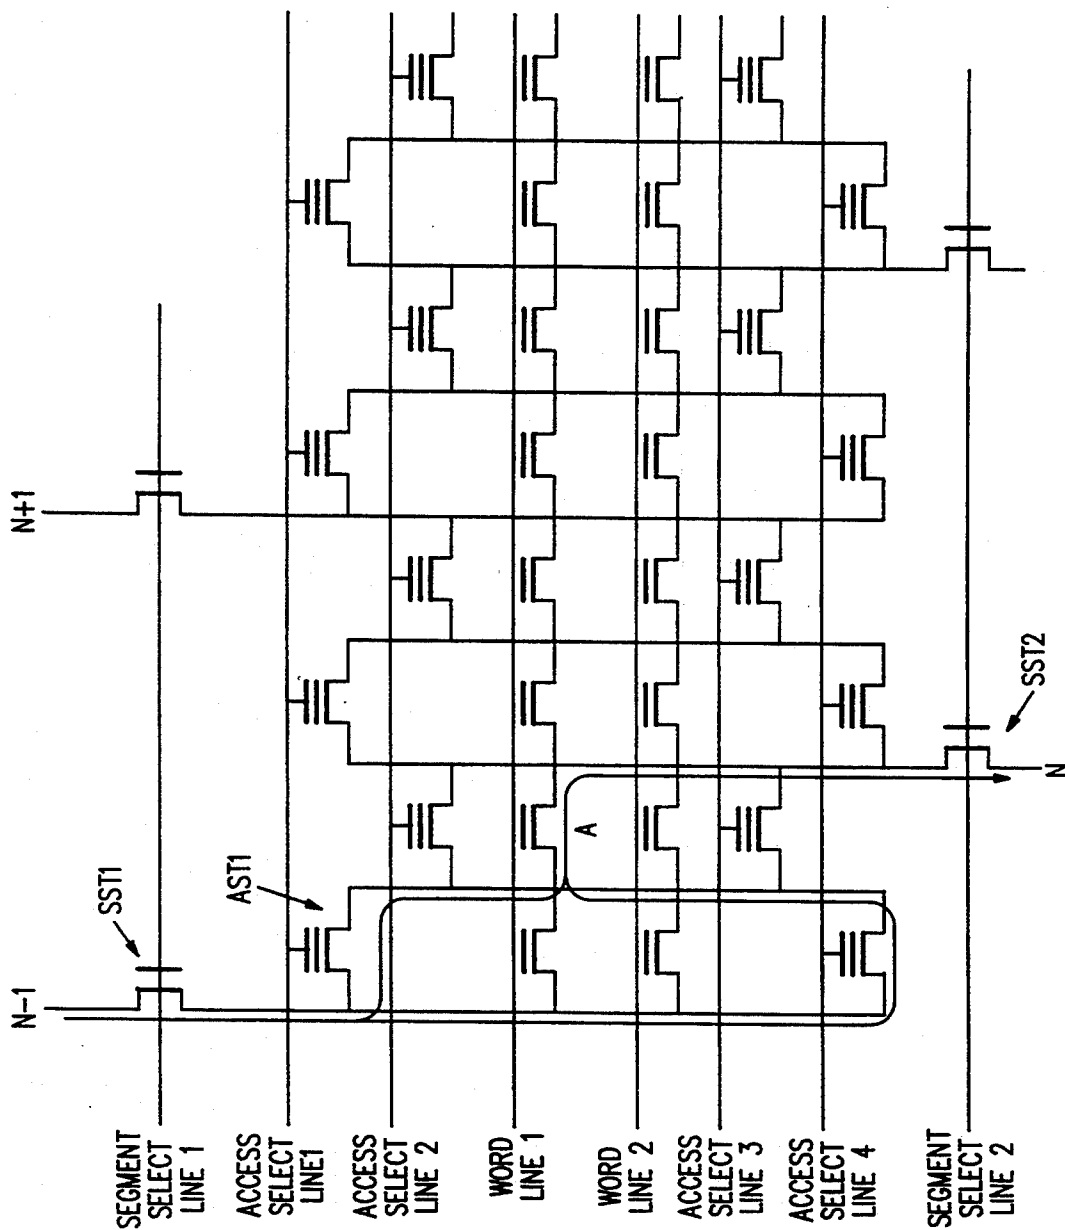 N-1
N+1
SST1
AST1
A
SST2
N
SEGMENT
SELECT
LINE 1
ACCESS
SELECT
LINE1
ACCESS
SELECT
LINE 2
WORD
LINE 1
WORD
LINE 2
ACCESS
SELECT
LINE 3
ACCESS
SELECT
LINE 4
SEGMENT
SELECT
LINE 2